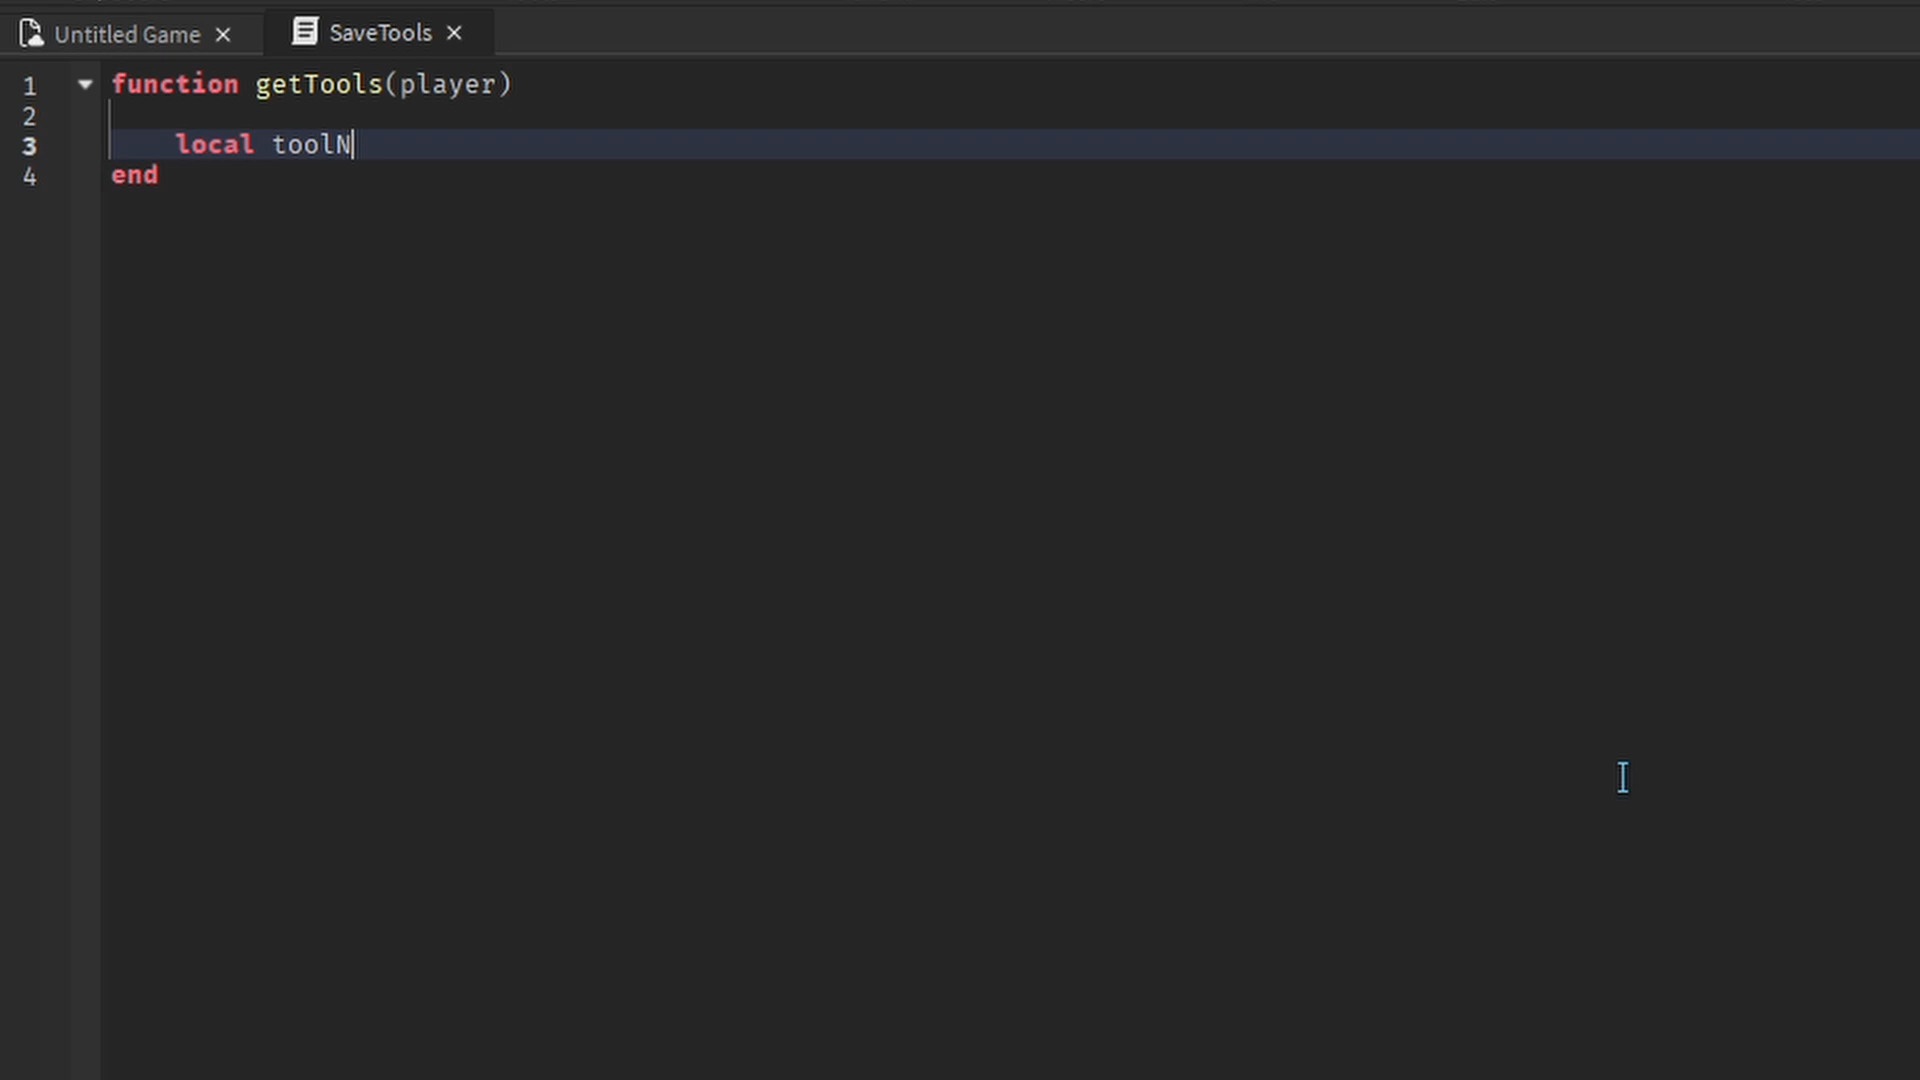 Untitled Game
SaveTools
1 function getTools(player)
2
3 local toolN
4 end